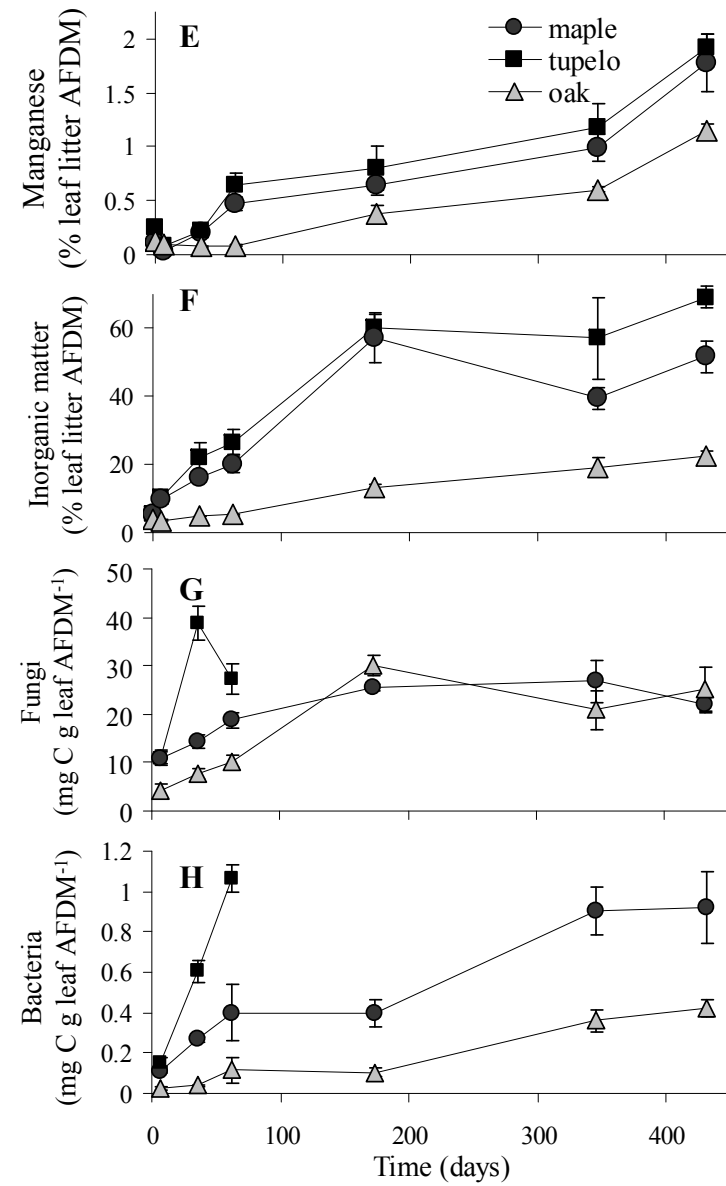 E
maple
tupelo
oak
Manganese
(% leaf litter AFDM)
2
1.5
1
0.5
0
F
Inorganic matter
(% leaf litter AFDM)
60
40
20
0
G
Fungi
(mg C g leaf AFDM⁻¹)
50
40
30
20
10
0
H
Bacteria
(mg C g leaf AFDM⁻¹)
1.2
1
0.8
0.6
0.4
0.2
0
0 100 200 300 400
Time (days)